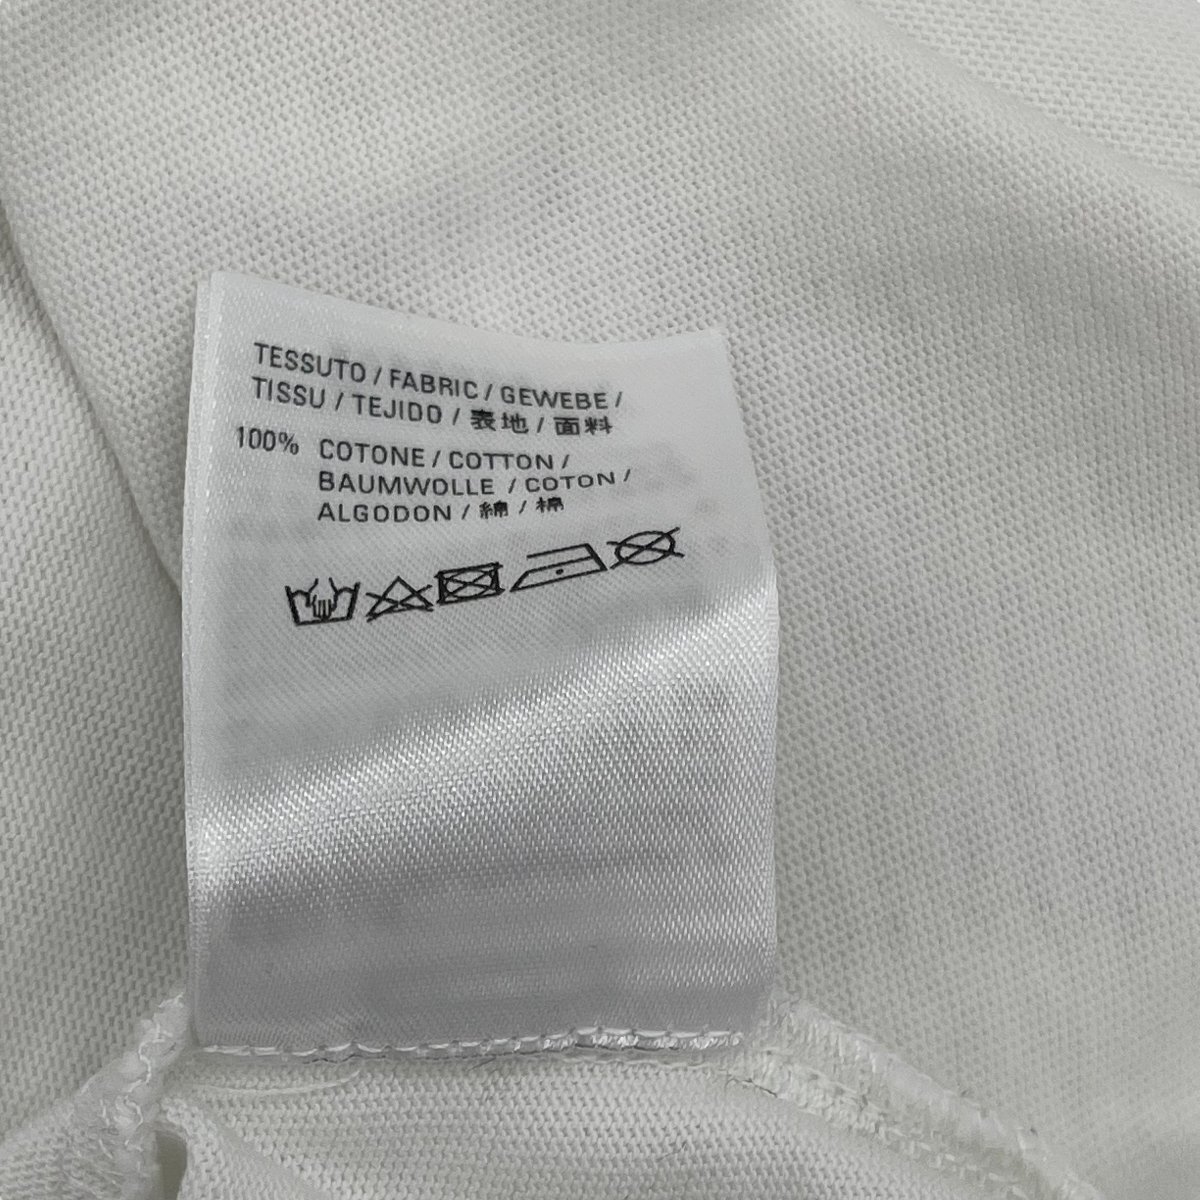 TESSUTO / FABRIC / GEWEBE /
TISSU / TEJIDO / 表地 / 面料
100% COTONE / COTTON /
BAUMWOLLE / COTON /
ALGODON / 綿 / 棉